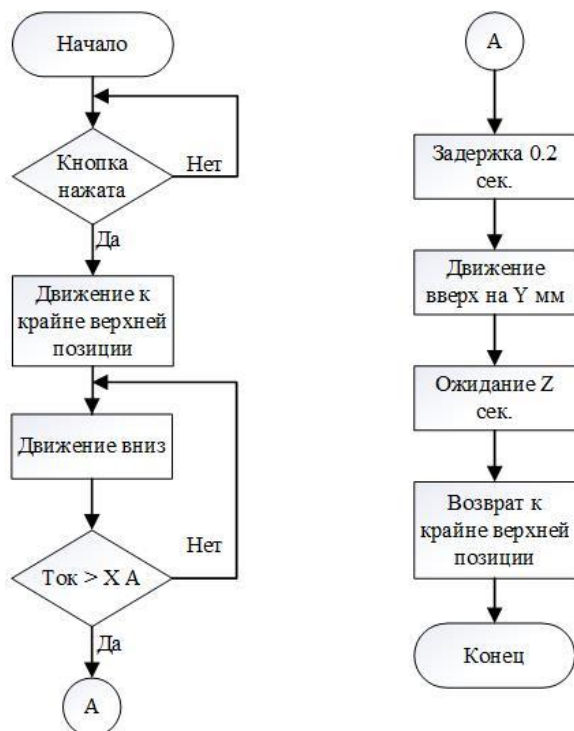 Начало
Кнопка
нажата
Нет
Да
Движение к
крайне верхней
позиции
Движение вниз
Ток > X А
Нет
Да
А
А
Задержка 0.2
сек.
Движение
вверх на Y мм
Ожидание Z
сек.
Возврат к
крайне верхней
позиции
Конец